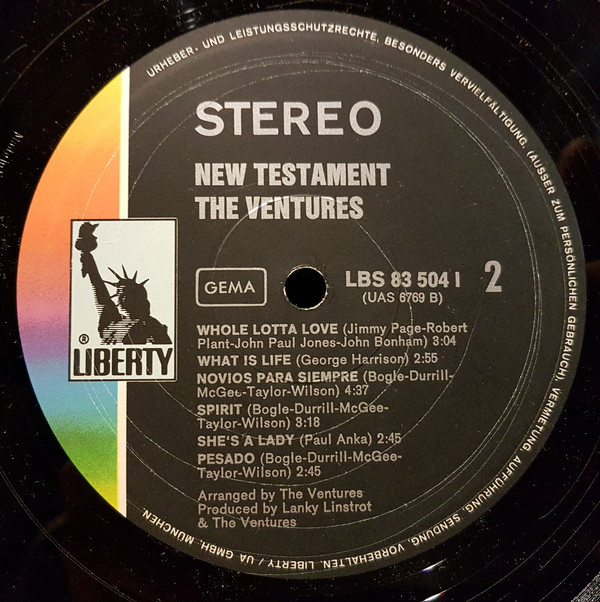 URHEBER- UND LEISTUNGSSCHUTZRECHTE, BESONDERS VERVIELFÄLTIGUNG, (AUSSER ZUM PERSÖNLICHEN GEBRAUCH), VERMIETUNG, AUFFÜHRUNG, SENDUNG, VORBEHALTEN. LIBERTY / UA GMBH, MÜNCHEN
STEREO
NEW TESTAMENT
THE VENTURES
GEMA
LBS 83 504 I 2
(UAS 6769 B)
®
LIBERTY
WHOLE LOTTA LOVE (Jimmy Page-Robert
Plant-John Paul Jones-John Bonham) 3:04
WHAT IS LIFE (George Harrison) 2:55
NOVIOS PARA SIEMPRE (Bogle-Durrill-
McGee-Taylor-Wilson) 4:37
SPIRIT (Bogle-Durrill-McGee-
Taylor-Wilson) 3:18
SHE'S A LADY (Paul Anka) 2:45
PESADO (Bogle-Durrill-McGee-
Taylor-Wilson) 2:45
Arranged by The Ventures
Produced by Lanky Linstrot
& The Ventures